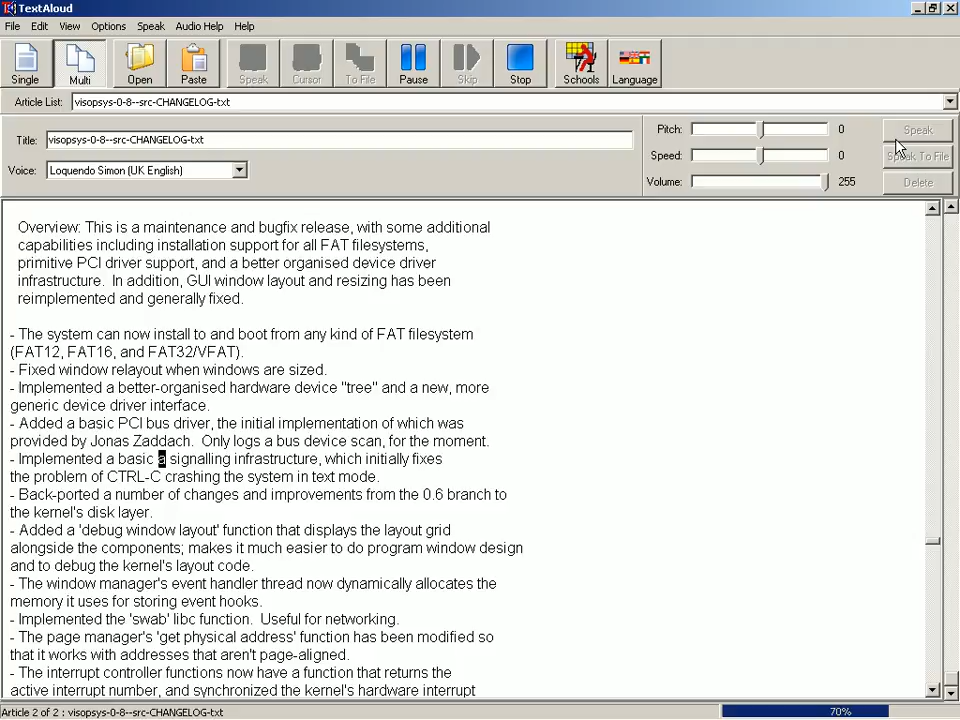 TextAloud
File Edit View Options Speak Audio Help Help
Single Multi Open Paste Speak Cursor To File Pause Skip Stop Schools Language
Article List: visopsys-0-8--src-CHANGELOG-txt
Title: visopsys-0-8--src-CHANGELOG-txt
Voice: Loquendo Simon (UK English)
Pitch: 0 Speak
Speed: 0 Speak To File
Volume: 255 Delete
Overview: This is a maintenance and bugfix release, with some additional
capabilities including installation support for all FAT filesystems,
primitive PCI driver support, and a better organised device driver
infrastructure. In addition, GUI window layout and resizing has been
reimplemented and generally fixed.
- The system can now install to and boot from any kind of FAT filesystem
(FAT12, FAT16, and FAT32/VFAT).
- Fixed window relayout when windows are sized.
- Implemented a better-organised hardware device "tree" and a new, more
generic device driver interface.
- Added a basic PCI bus driver, the initial implementation of which was
provided by Jonas Zaddach. Only logs a bus device scan, for the moment.
- Implemented a basic a signalling infrastructure, which initially fixes
the problem of CTRL-C crashing the system in text mode.
- Back-ported a number of changes and improvements from the 0.6 branch to
the kernel's disk layer.
- Added a 'debug window layout' function that displays the layout grid
alongside the components; makes it much easier to do program window design
and to debug the kernel's layout code.
- The window manager's event handler thread now dynamically allocates the
memory it uses for storing event hooks.
- Implemented the 'swab' libc function. Useful for networking.
- The page manager's 'get physical address' function has been modified so
that it works with addresses that aren't page-aligned.
- The interrupt controller functions now have a function that returns the
active interrupt number, and synchronized the kernel's hardware interrupt
Article 2 of 2 : visopsys-0-8--src-CHANGELOG-txt 70%